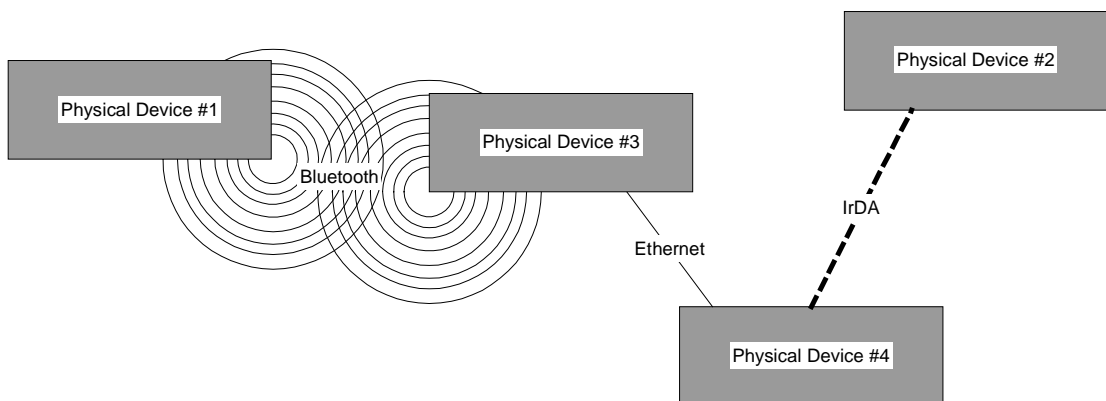 Physical Device #2
Physical Device #1
Physical Device #3
Bluetooth
IrDA
Ethernet
Physical Device #4